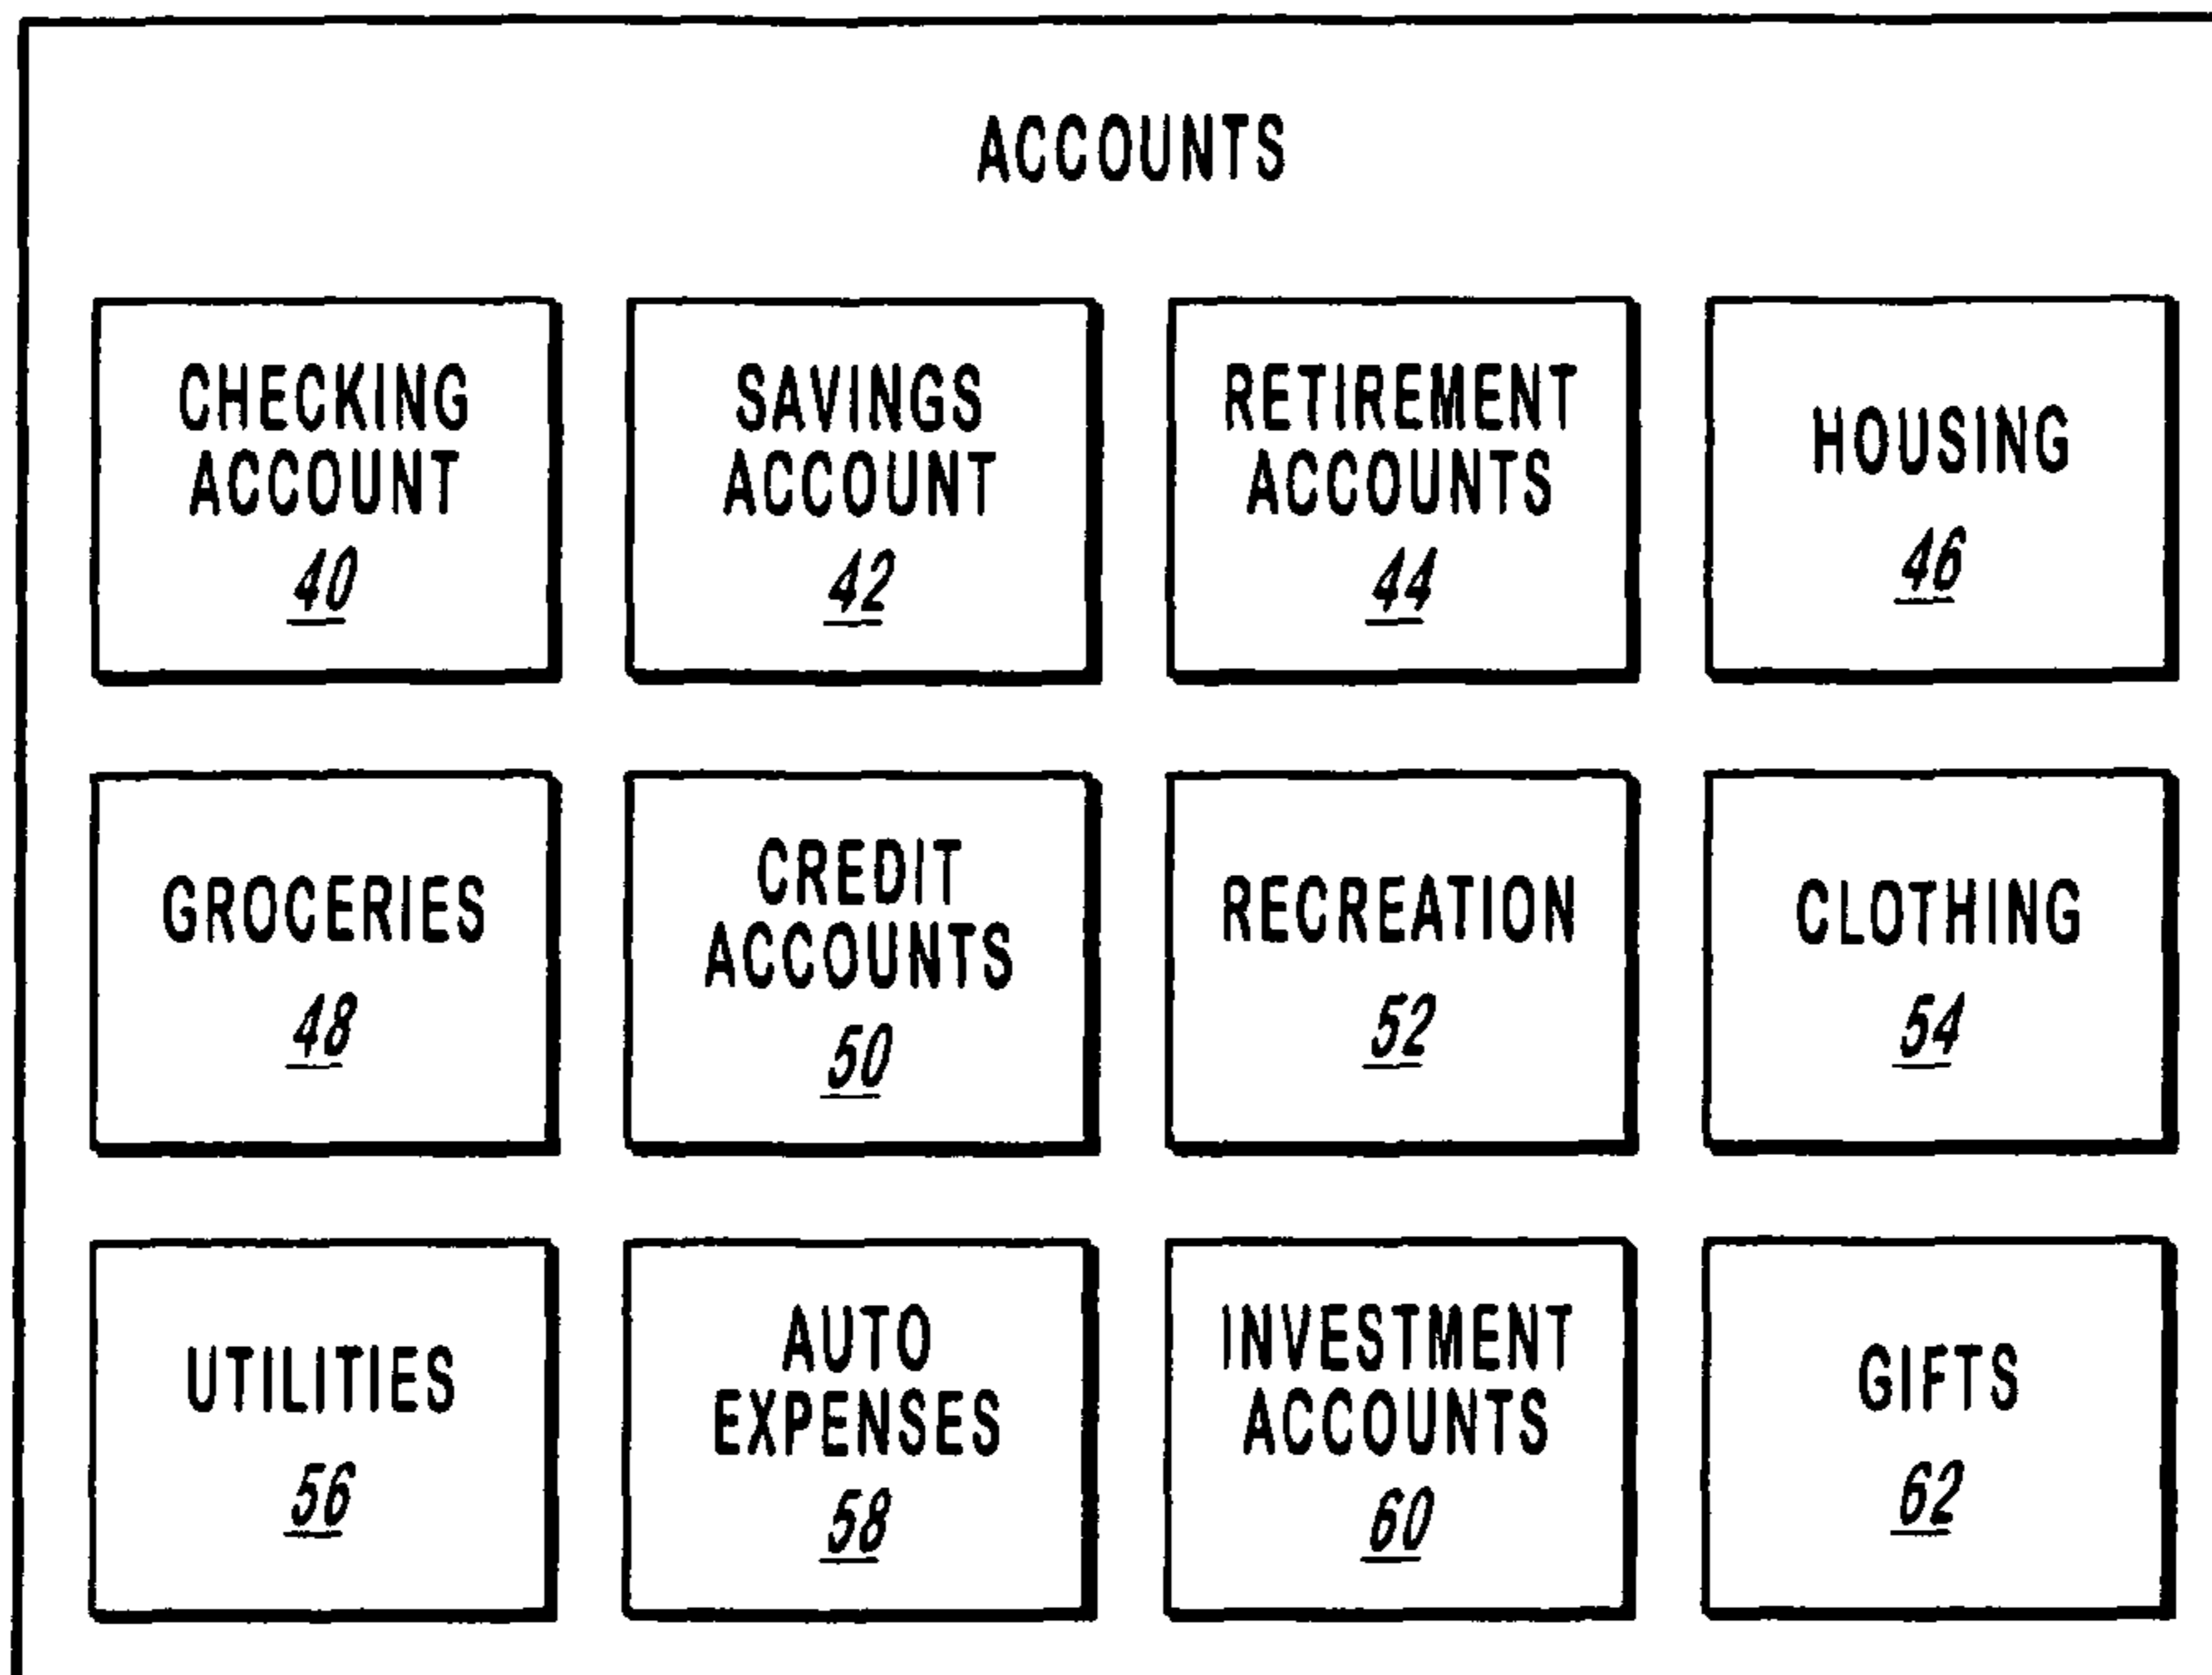 ACCOUNTS
CHECKING
ACCOUNT
40
SAVINGS
ACCOUNT
42
RETIREMENT
ACCOUNTS
44
HOUSING
46
GROCERIES
48
CREDIT
ACCOUNTS
50
RECREATION
52
CLOTHING
54
UTILITIES
56
AUTO
EXPENSES
58
INVESTMENT
ACCOUNTS
60
GIFTS
62